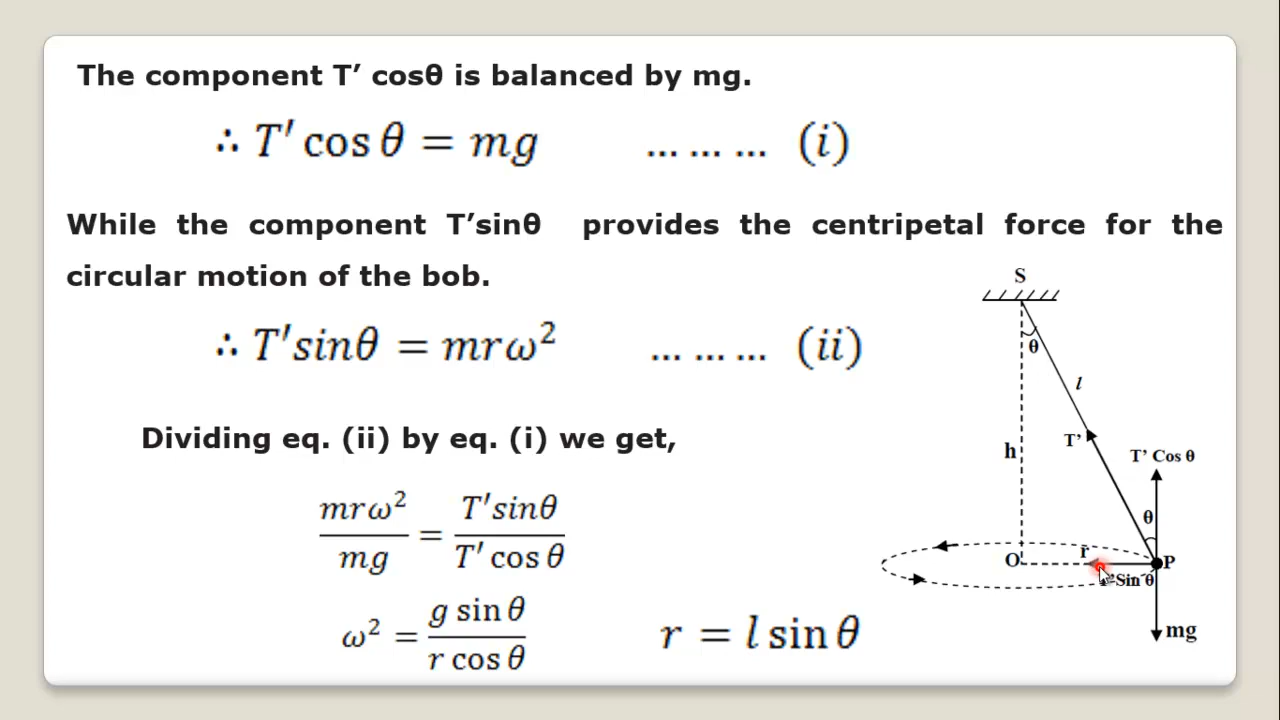 The component T′ cosθ is balanced by mg.
∴ T′ cos θ = mg ... ... ... (i)
While the component T′sinθ provides the centripetal force for the
circular motion of the bob.
∴ T′sinθ = mrω² ... ... ... (ii)
Dividing eq. (ii) by eq. (i) we get,
mrω²/mg = T′sinθ/T′ cos θ
ω² = g sin θ/r cos θ
r = l sin θ
S
θ
l
T'
h
T' Cos θ
θ
r
O
P
Sin θ
mg